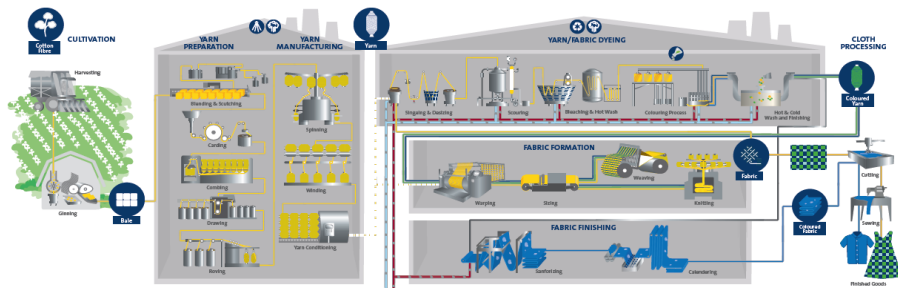 Cotton
Fibre
CULTIVATION
Harvesting
Ginning
Bale
YARN
PREPARATION
Blending & Scutching
Carding
Combing
Drawing
Roving
YARN
MANUFACTURING
Spinning
Winding
Yarn Conditioning
Yarn
YARN/FABRIC DYEING
Singeing & Desizing
Scouring
Bleaching & Hot Wash
Colouring Process
Hot & Cold
Wash and Finishing
FABRIC FORMATION
Warping
Sizing
Weaving
Knitting
Fabric
FABRIC FINISHING
Sanforizing
Calendering
Coloured
Fabric
CLOTH
PROCESSING
Coloured
Yarn
Cutting
Sewing
Finished Goods